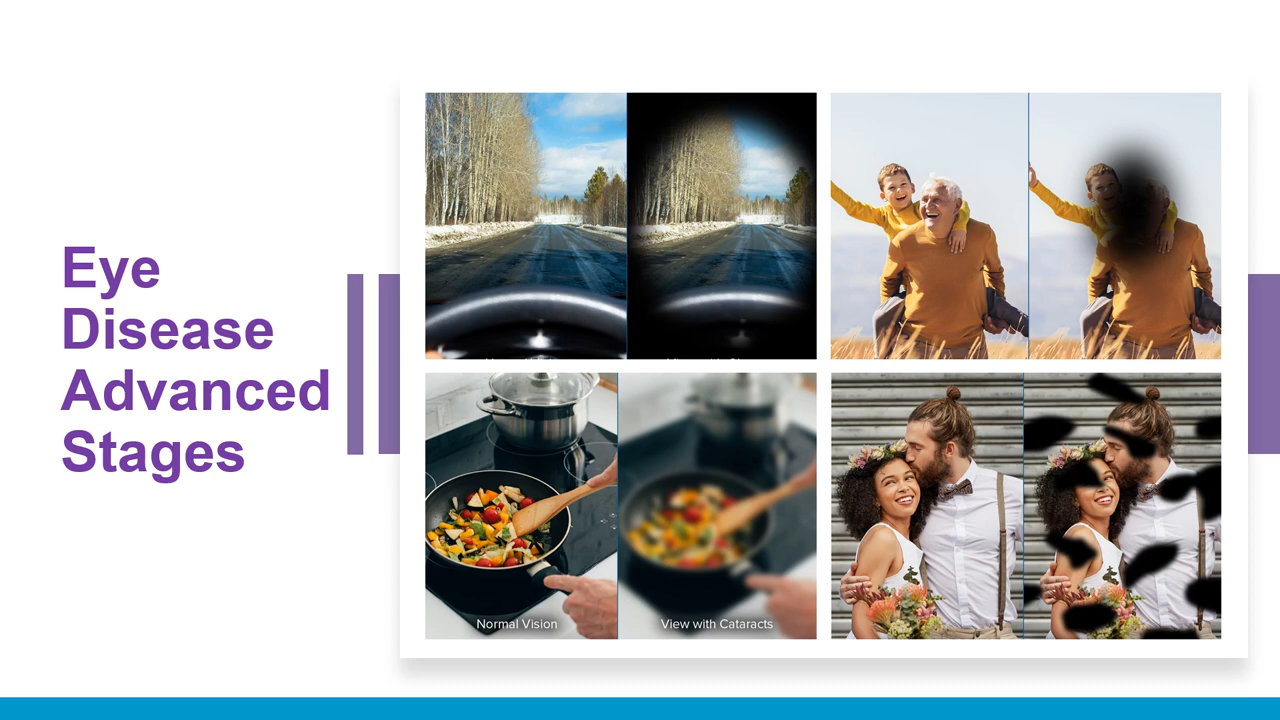 Eye
Disease
Advanced
Stages
Normal Vision
View with Cataracts